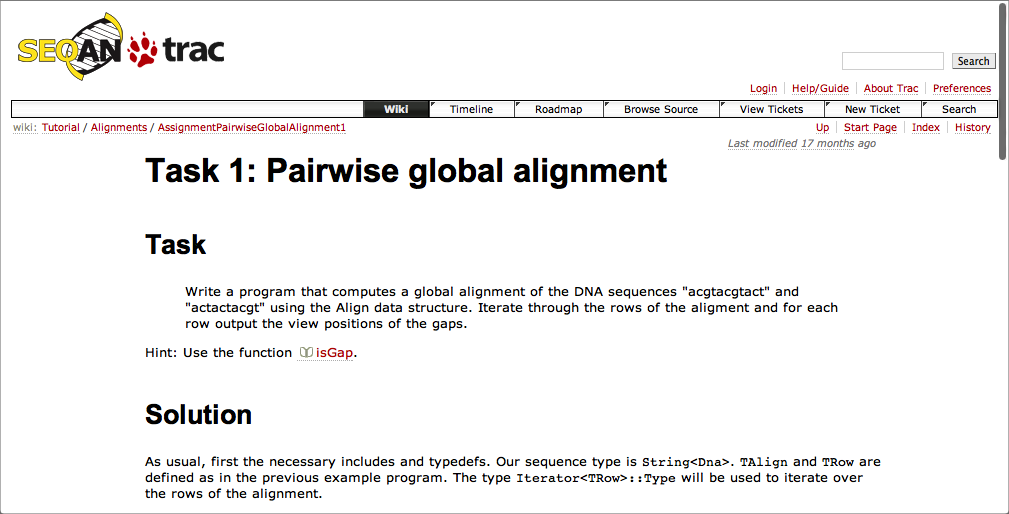 SEQAN trac
Search
Login Help/Guide About Trac Preferences
Wiki Timeline Roadmap Browse Source View Tickets New Ticket Search
wiki: Tutorial / Alignments / AssignmentPairwiseGlobalAlignment1 Up Start Page Index History
Last modified 17 months ago
Task 1: Pairwise global alignment
Task
Write a program that computes a global alignment of the DNA sequences "acgtacgtact" and
"actactacgt" using the Align data structure. Iterate through the rows of the aligment and for each
row output the view positions of the gaps.
Hint: Use the function isGap.
Solution
As usual, first the necessary includes and typedefs. Our sequence type is String<Dna>. TAlign and TRow are
defined as in the previous example program. The type Iterator<TRow>::Type will be used to iterate over
the rows of the alignment.